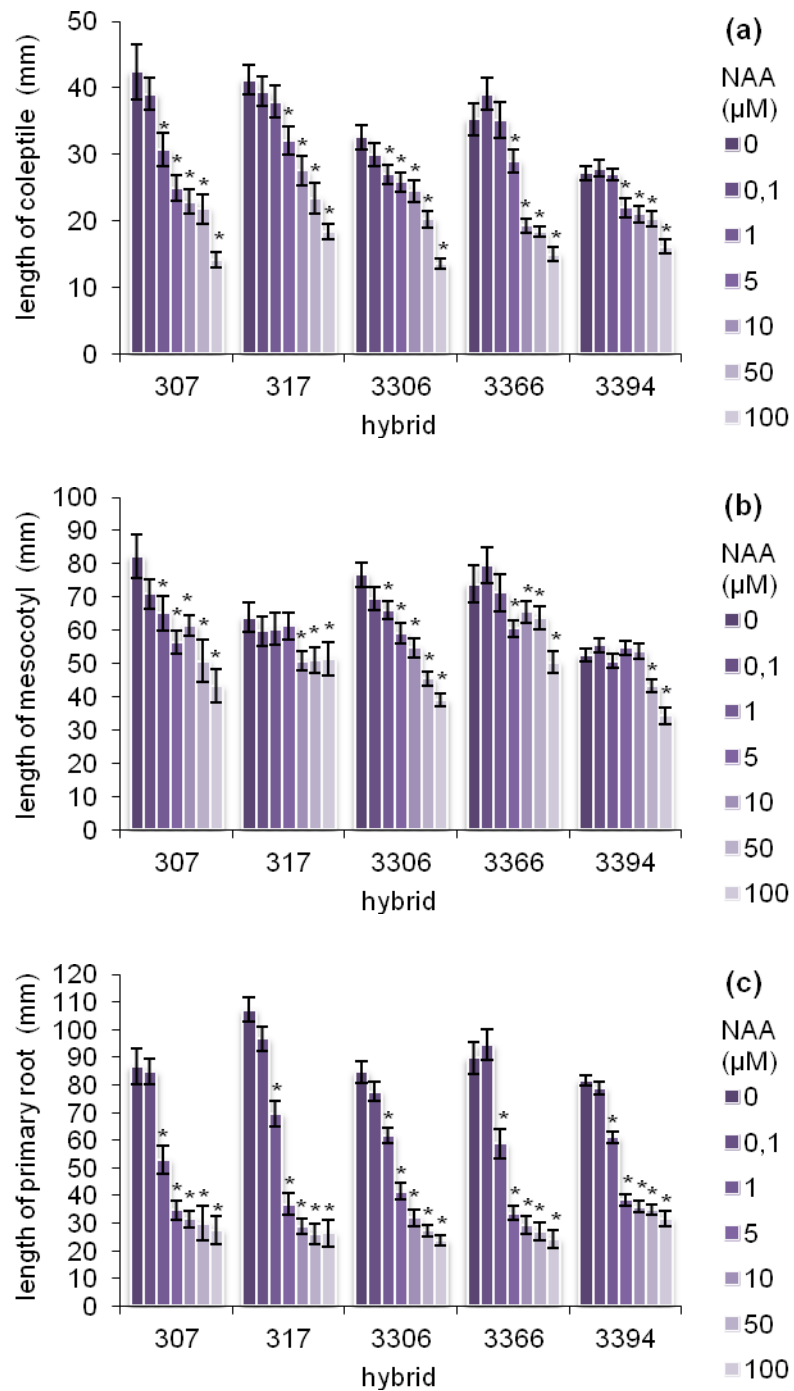 (a)
50
40
30
20
10
0
length of coleptile (mm)
* * * * *
* * * *
* * * * *
* * * *
* * * *
307 317 3306 3366 3394
hybrid
NAA
(µM)
0
0,1
1
5
10
50
100
(b)
100
90
80
70
60
50
40
30
20
10
0
length of mesocotyl (mm)
* * * * *
* * *
* * * * *
* * * *
* *
307 317 3306 3366 3394
hybrid
NAA
(µM)
0
0,1
1
5
10
50
100
(c)
120
110
100
90
80
70
60
50
40
30
20
10
0
length of primary root (mm)
* * * * *
* * * * *
* * * * *
* * * * *
* * * * *
307 317 3306 3366 3394
hybrid
NAA
(µM)
0
0,1
1
5
10
50
100